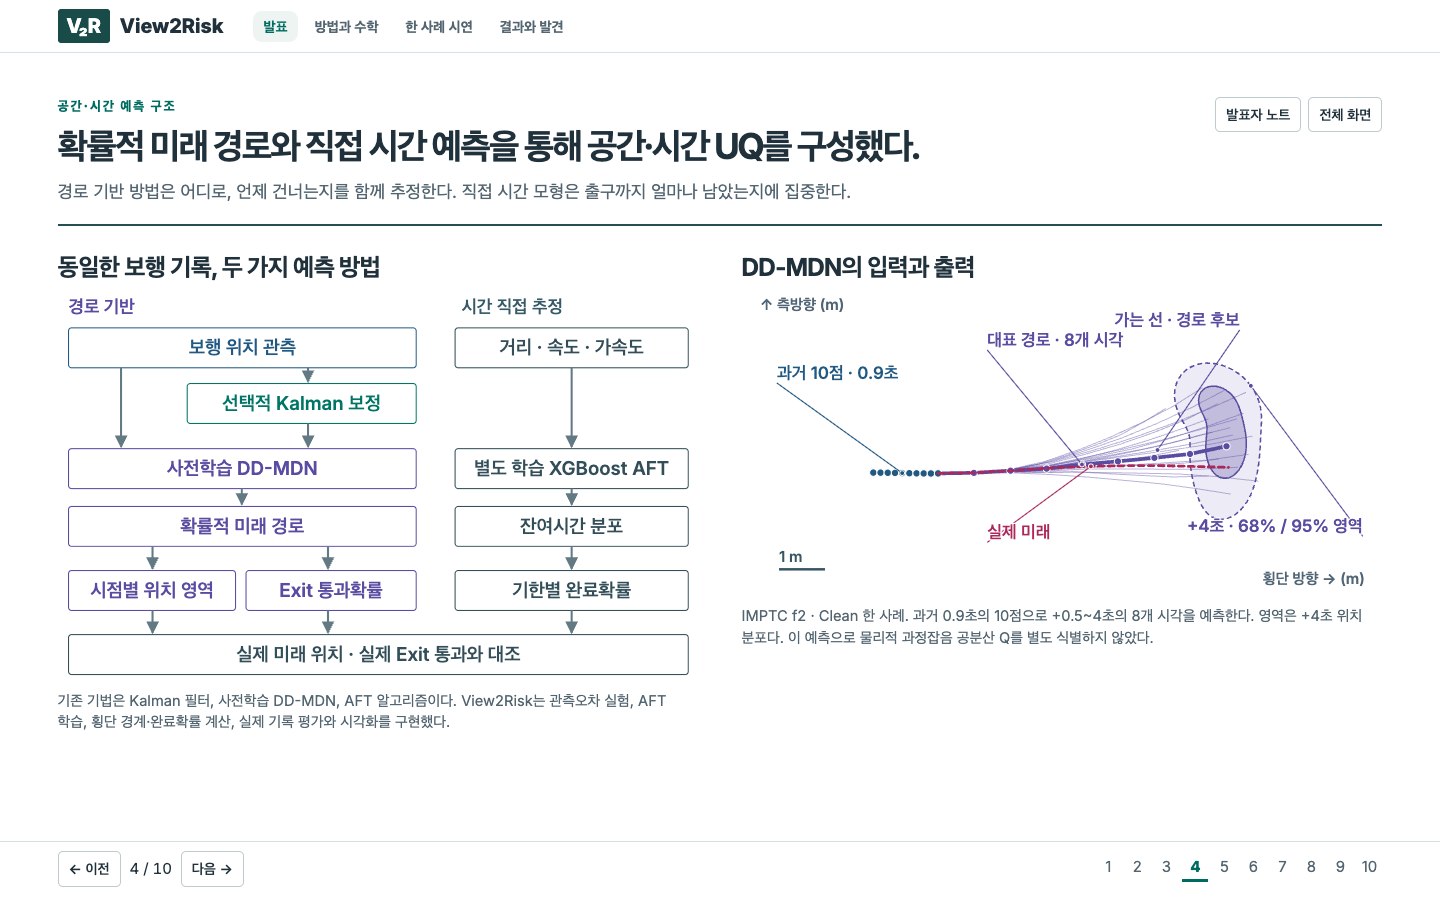 V2R View2Risk 발표 방법과 수학 한 사례 시연 결과와 발견
공간·시간 예측 구조
발표자 노트 전체 화면
확률적 미래 경로와 직접 시간 예측을 통해 공간·시간 UQ를 구성했다.
경로 기반 방법은 어디로, 언제 건너는지를 함께 추정한다. 직접 시간 모형은 출구까지 얼마나 남았는지에 집중한다.
동일한 보행 기록, 두 가지 예측 방법
경로 기반
시간 직접 추정
보행 위치 관측
거리 · 속도 · 가속도
선택적 Kalman 보정
사전학습 DD-MDN
별도 학습 XGBoost AFT
확률적 미래 경로
잔여시간 분포
시점별 위치 영역
Exit 통과확률
기한별 완료확률
실제 미래 위치 · 실제 Exit 통과와 대조
기존 기법은 Kalman 필터, 사전학습 DD-MDN, AFT 알고리즘이다. View2Risk는 관측오차 실험, AFT
학습, 횡단 경계·완료확률 계산, 실제 기록 평가와 시각화를 구현했다.
DD-MDN의 입력과 출력
↑ 측방향 (m)
가는 선 · 경로 후보
대표 경로 · 8개 시각
과거 10점 · 0.9초
실제 미래
+4초 · 68% / 95% 영역
1 m
횡단 방향 → (m)
IMPTC f2 · Clean 한 사례. 과거 0.9초의 10점으로 +0.5~4초의 8개 시각을 예측한다. 영역은 +4초 위치
분포다. 이 예측으로 물리적 과정잡음 공분산 Q를 별도 식별하지 않았다.
← 이전 4 / 10 다음 →
1 2 3 4 5 6 7 8 9 10